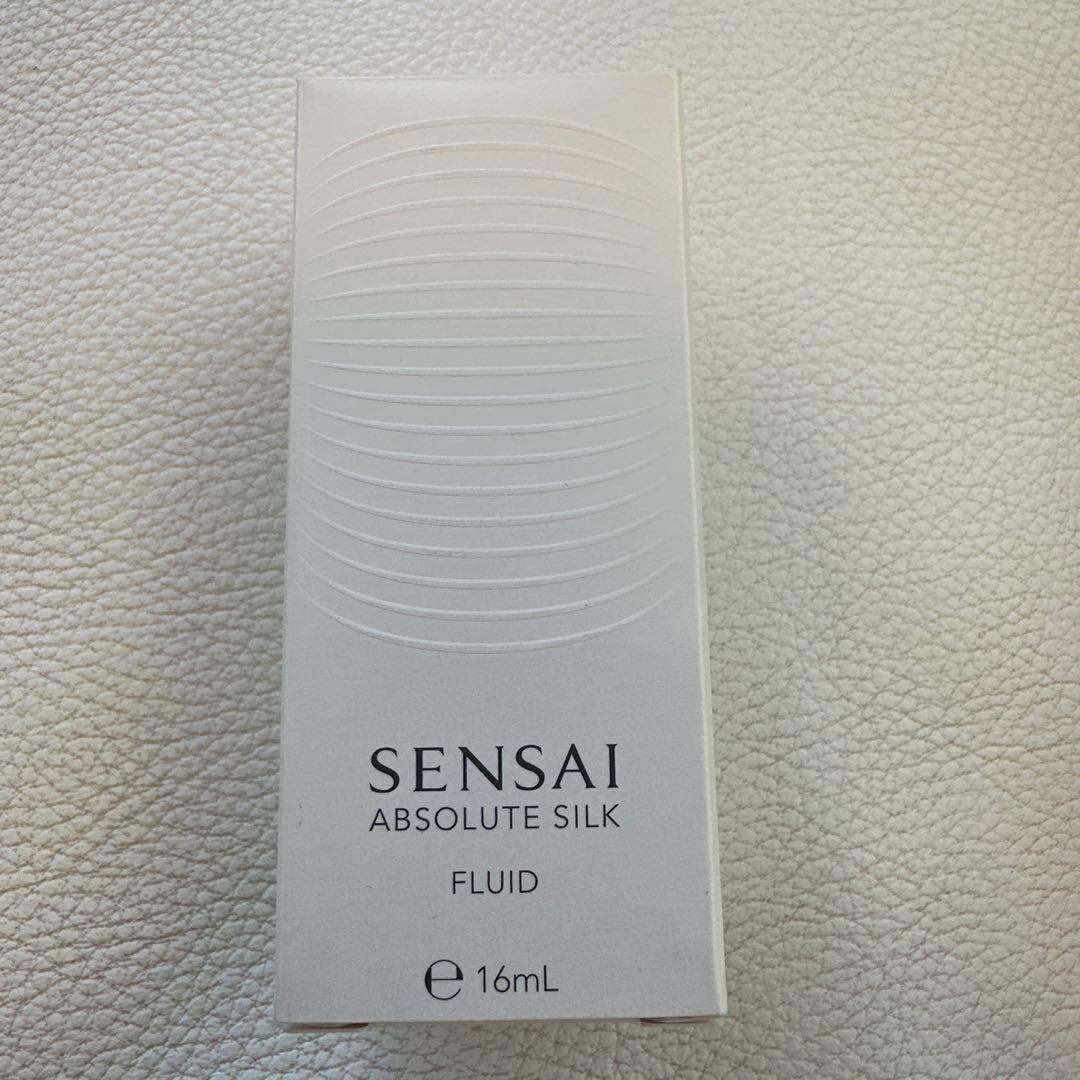 SENSAI
ABSOLUTE SILK
FLUID
℮ 16mL